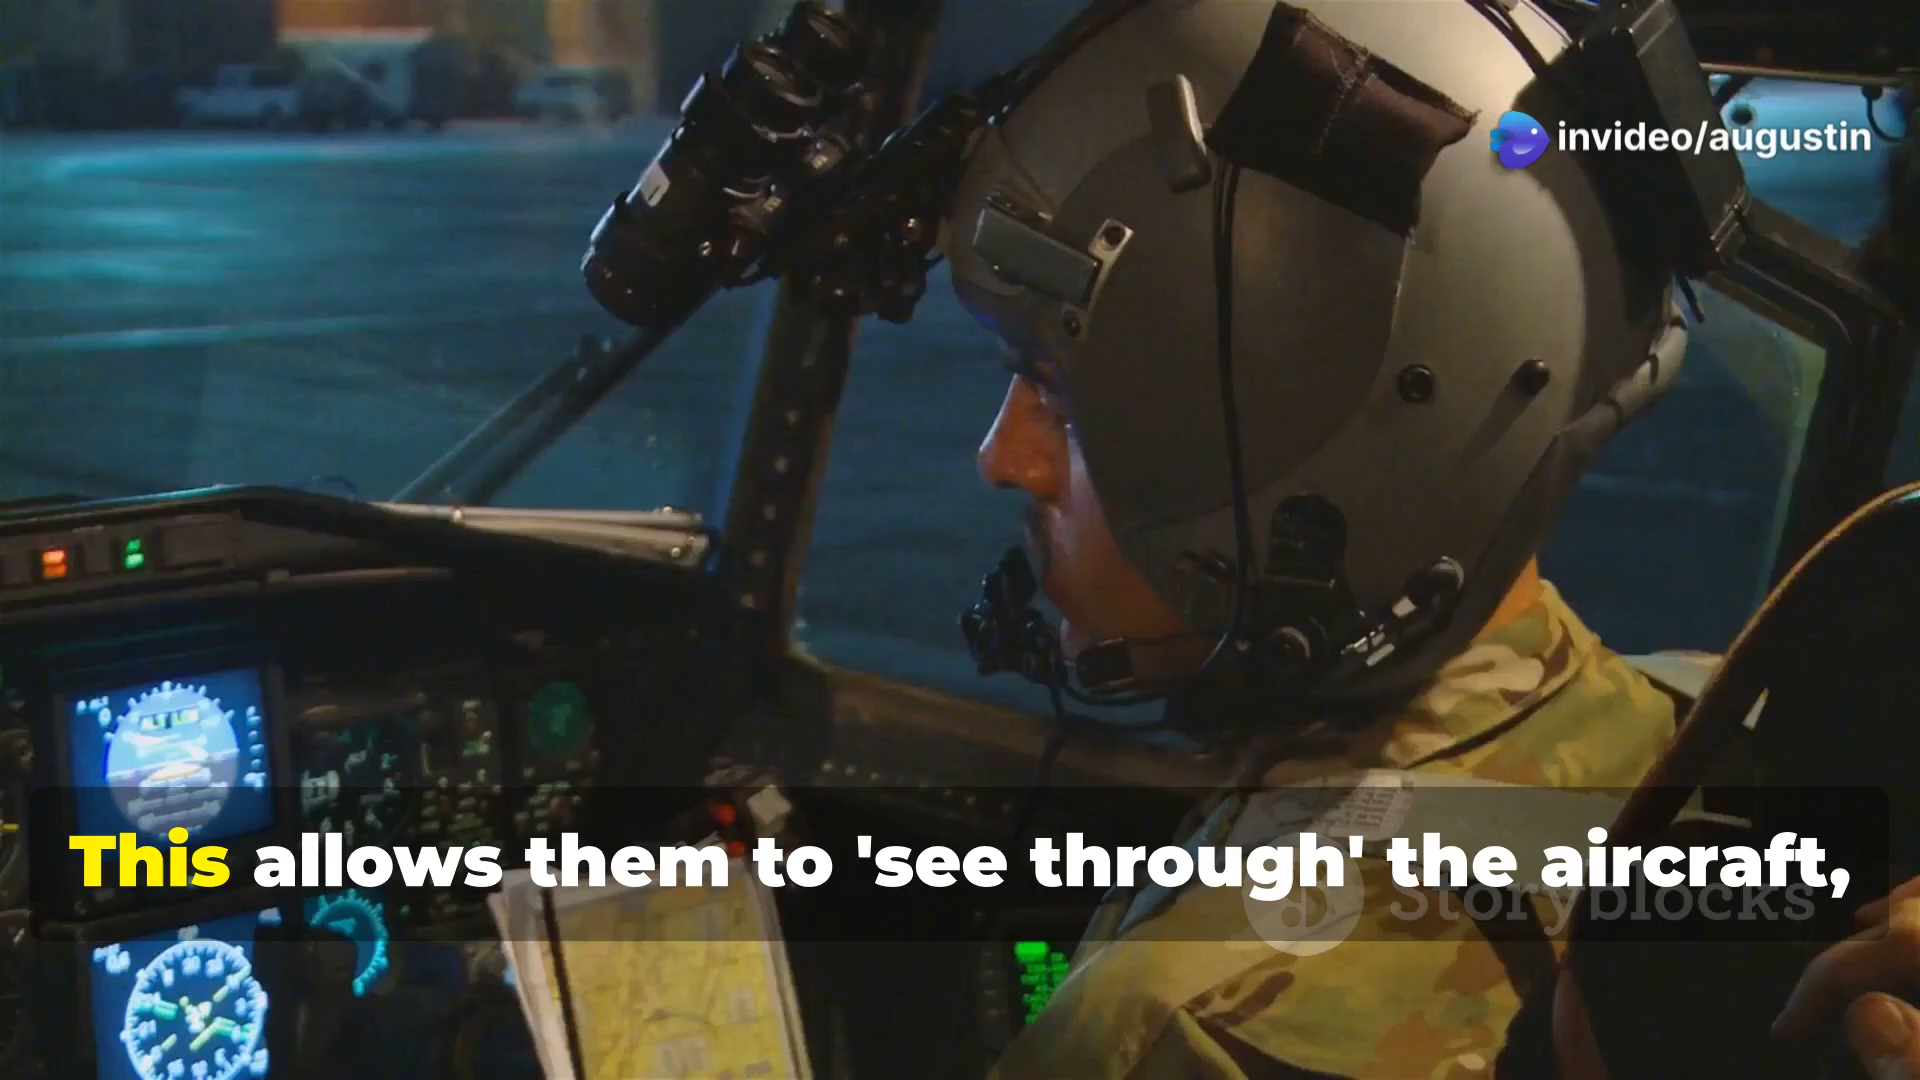 invideo/augustin
This allows them to 'see through' the aircraft,
Storyblocks